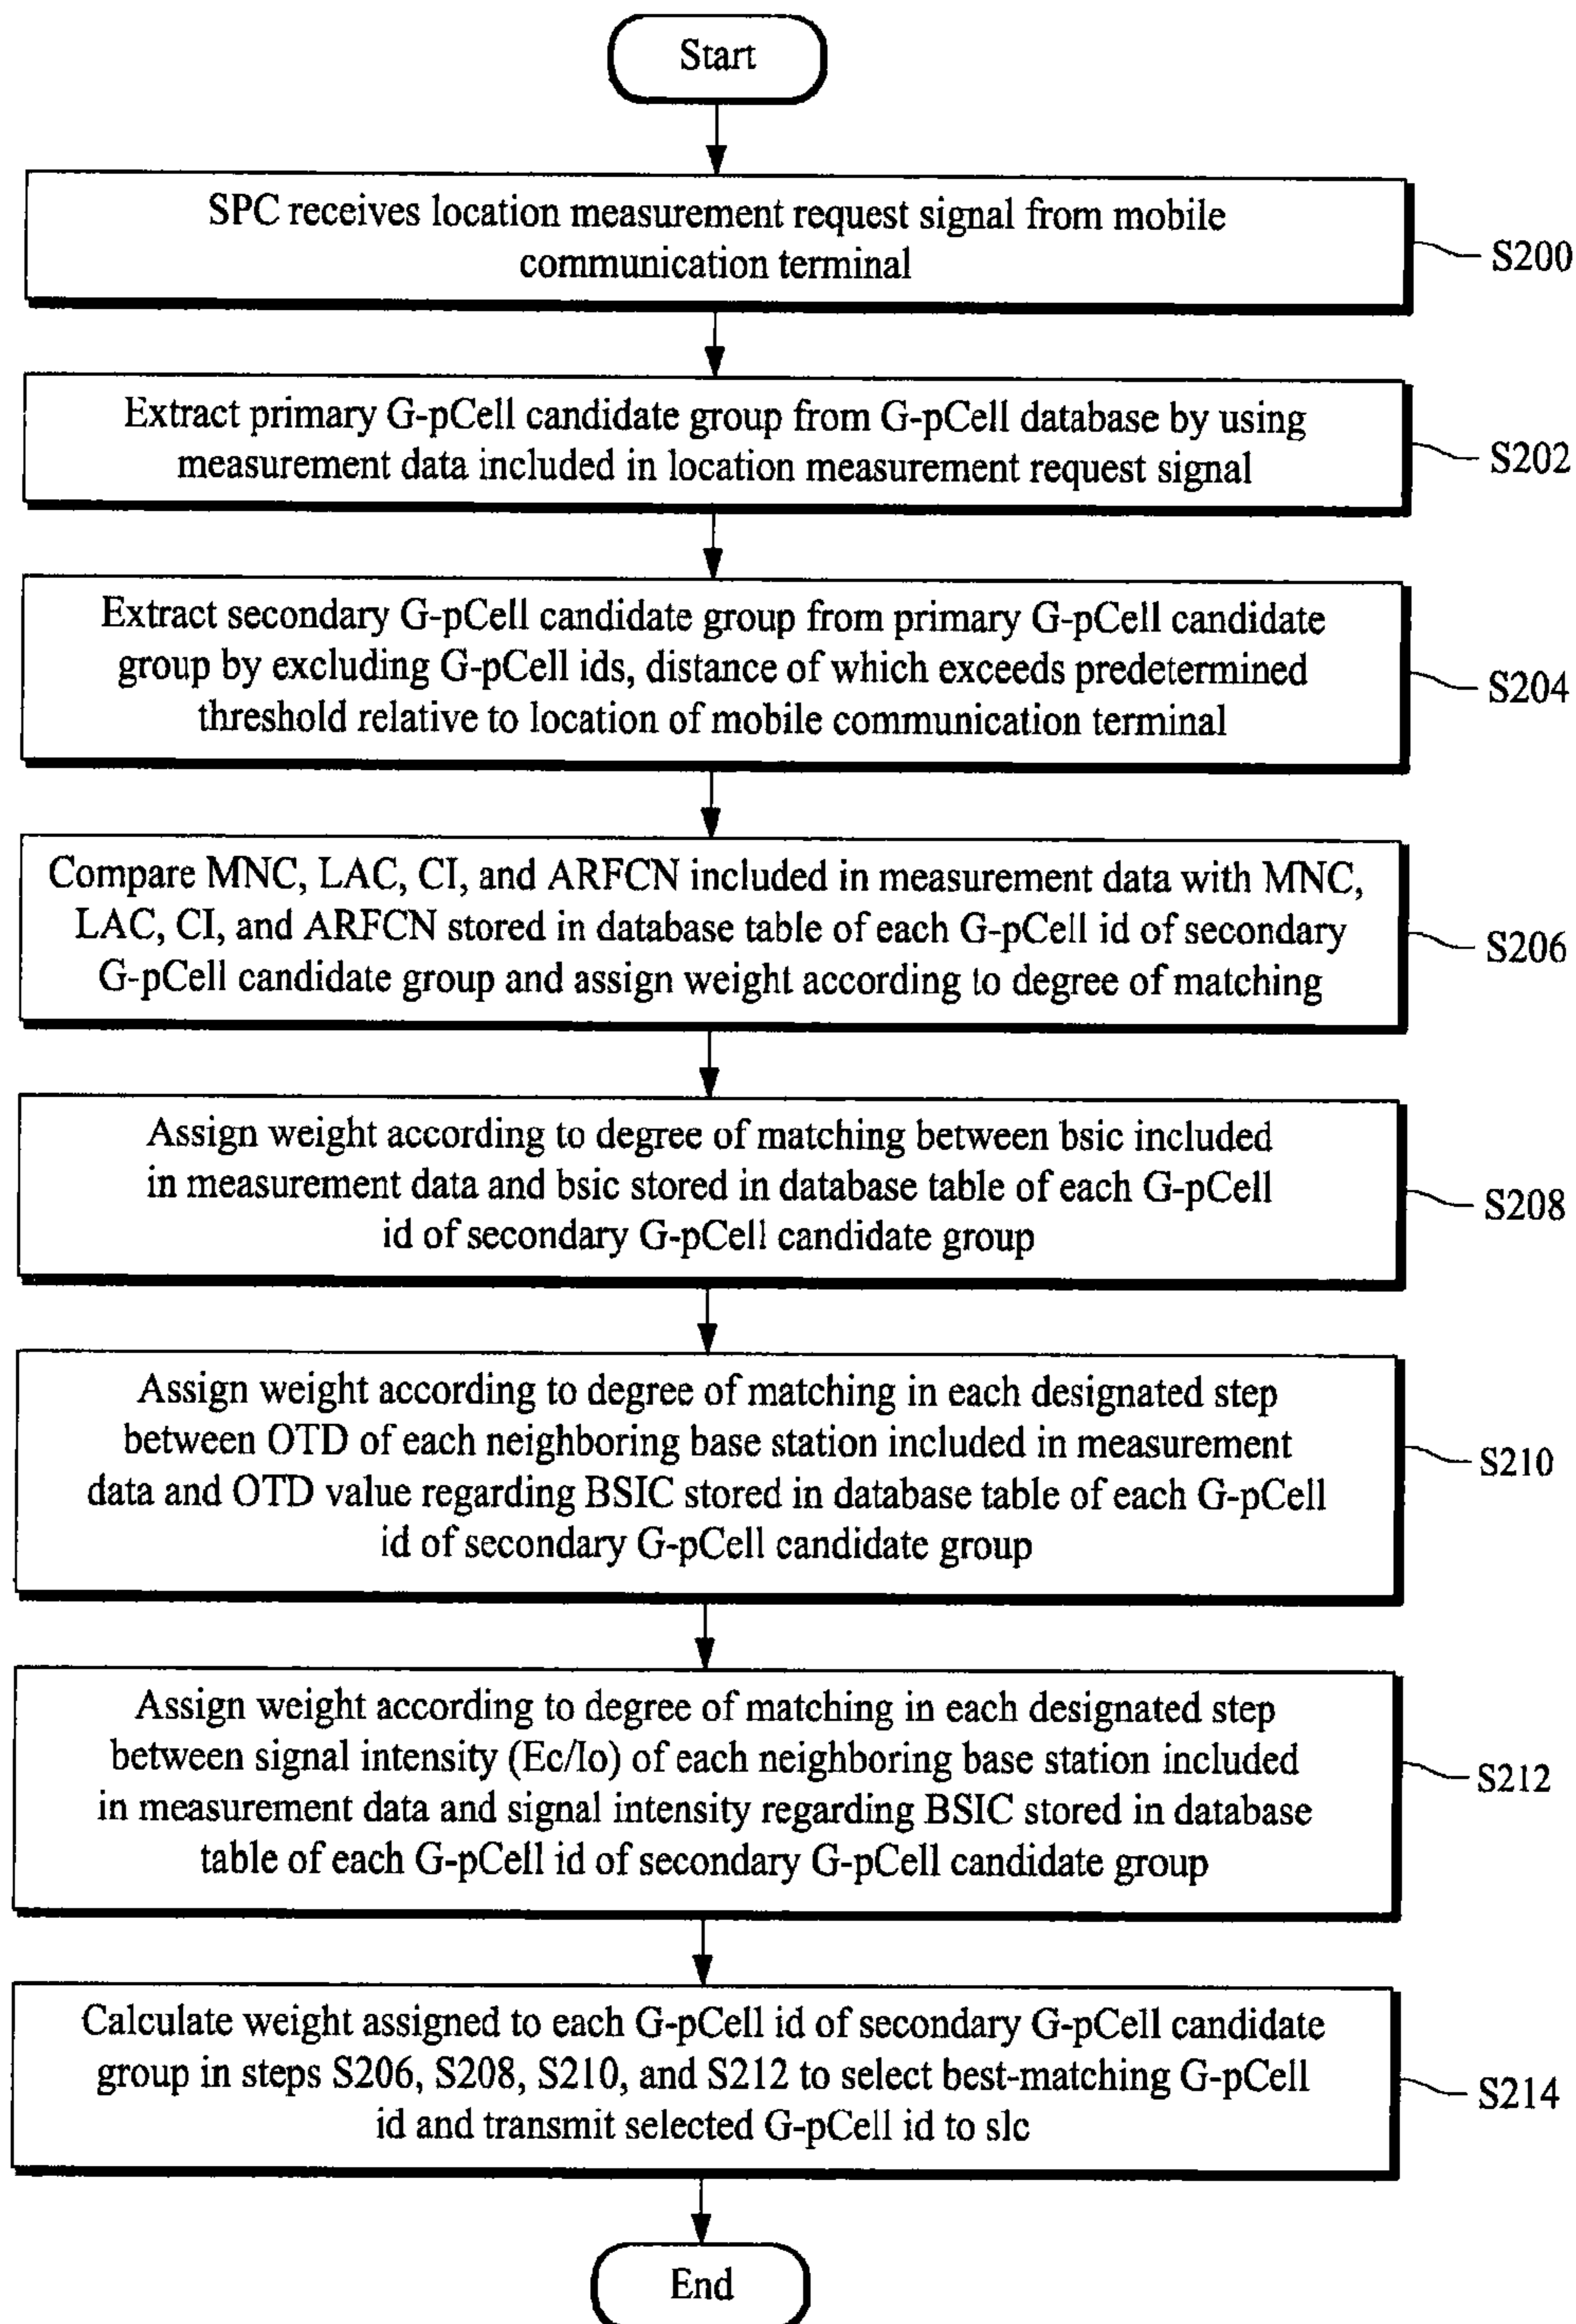 Start
SPC receives location measurement request signal from mobile
communication terminal
S200
Extract primary G-pCell candidate group from G-pCell database by using
measurement data included in location measurement request signal
S202
Extract secondary G-pCell candidate group from primary G-pCell candidate
group by excluding G-pCell ids, distance of which exceeds predetermined
threshold relative to location of mobile communication terminal
S204
Compare MNC, LAC, CI, and ARFCN included in measurement data with MNC,
LAC, CI, and ARFCN stored in database table of each G-pCell id of secondary
G-pCell candidate group and assign weight according to degree of matching
S206
Assign weight according to degree of matching between bsic included
in measurement data and bsic stored in database table of each G-pCell
id of secondary G-pCell candidate group
S208
Assign weight according to degree of matching in each designated step
between OTD of each neighboring base station included in measurement
data and OTD value regarding BSIC stored in database table of each G-pCell
id of secondary G-pCell candidate group
S210
Assign weight according to degree of matching in each designated step
between signal intensity (Ec/Io) of each neighboring base station included
in measurement data and signal intensity regarding BSIC stored in database
table of each G-pCell id of secondary G-pCell candidate group
S212
Calculate weight assigned to each G-pCell id of secondary G-pCell candidate
group in steps S206, S208, S210, and S212 to select best-matching G-pCell
id and transmit selected G-pCell id to slc
S214
End